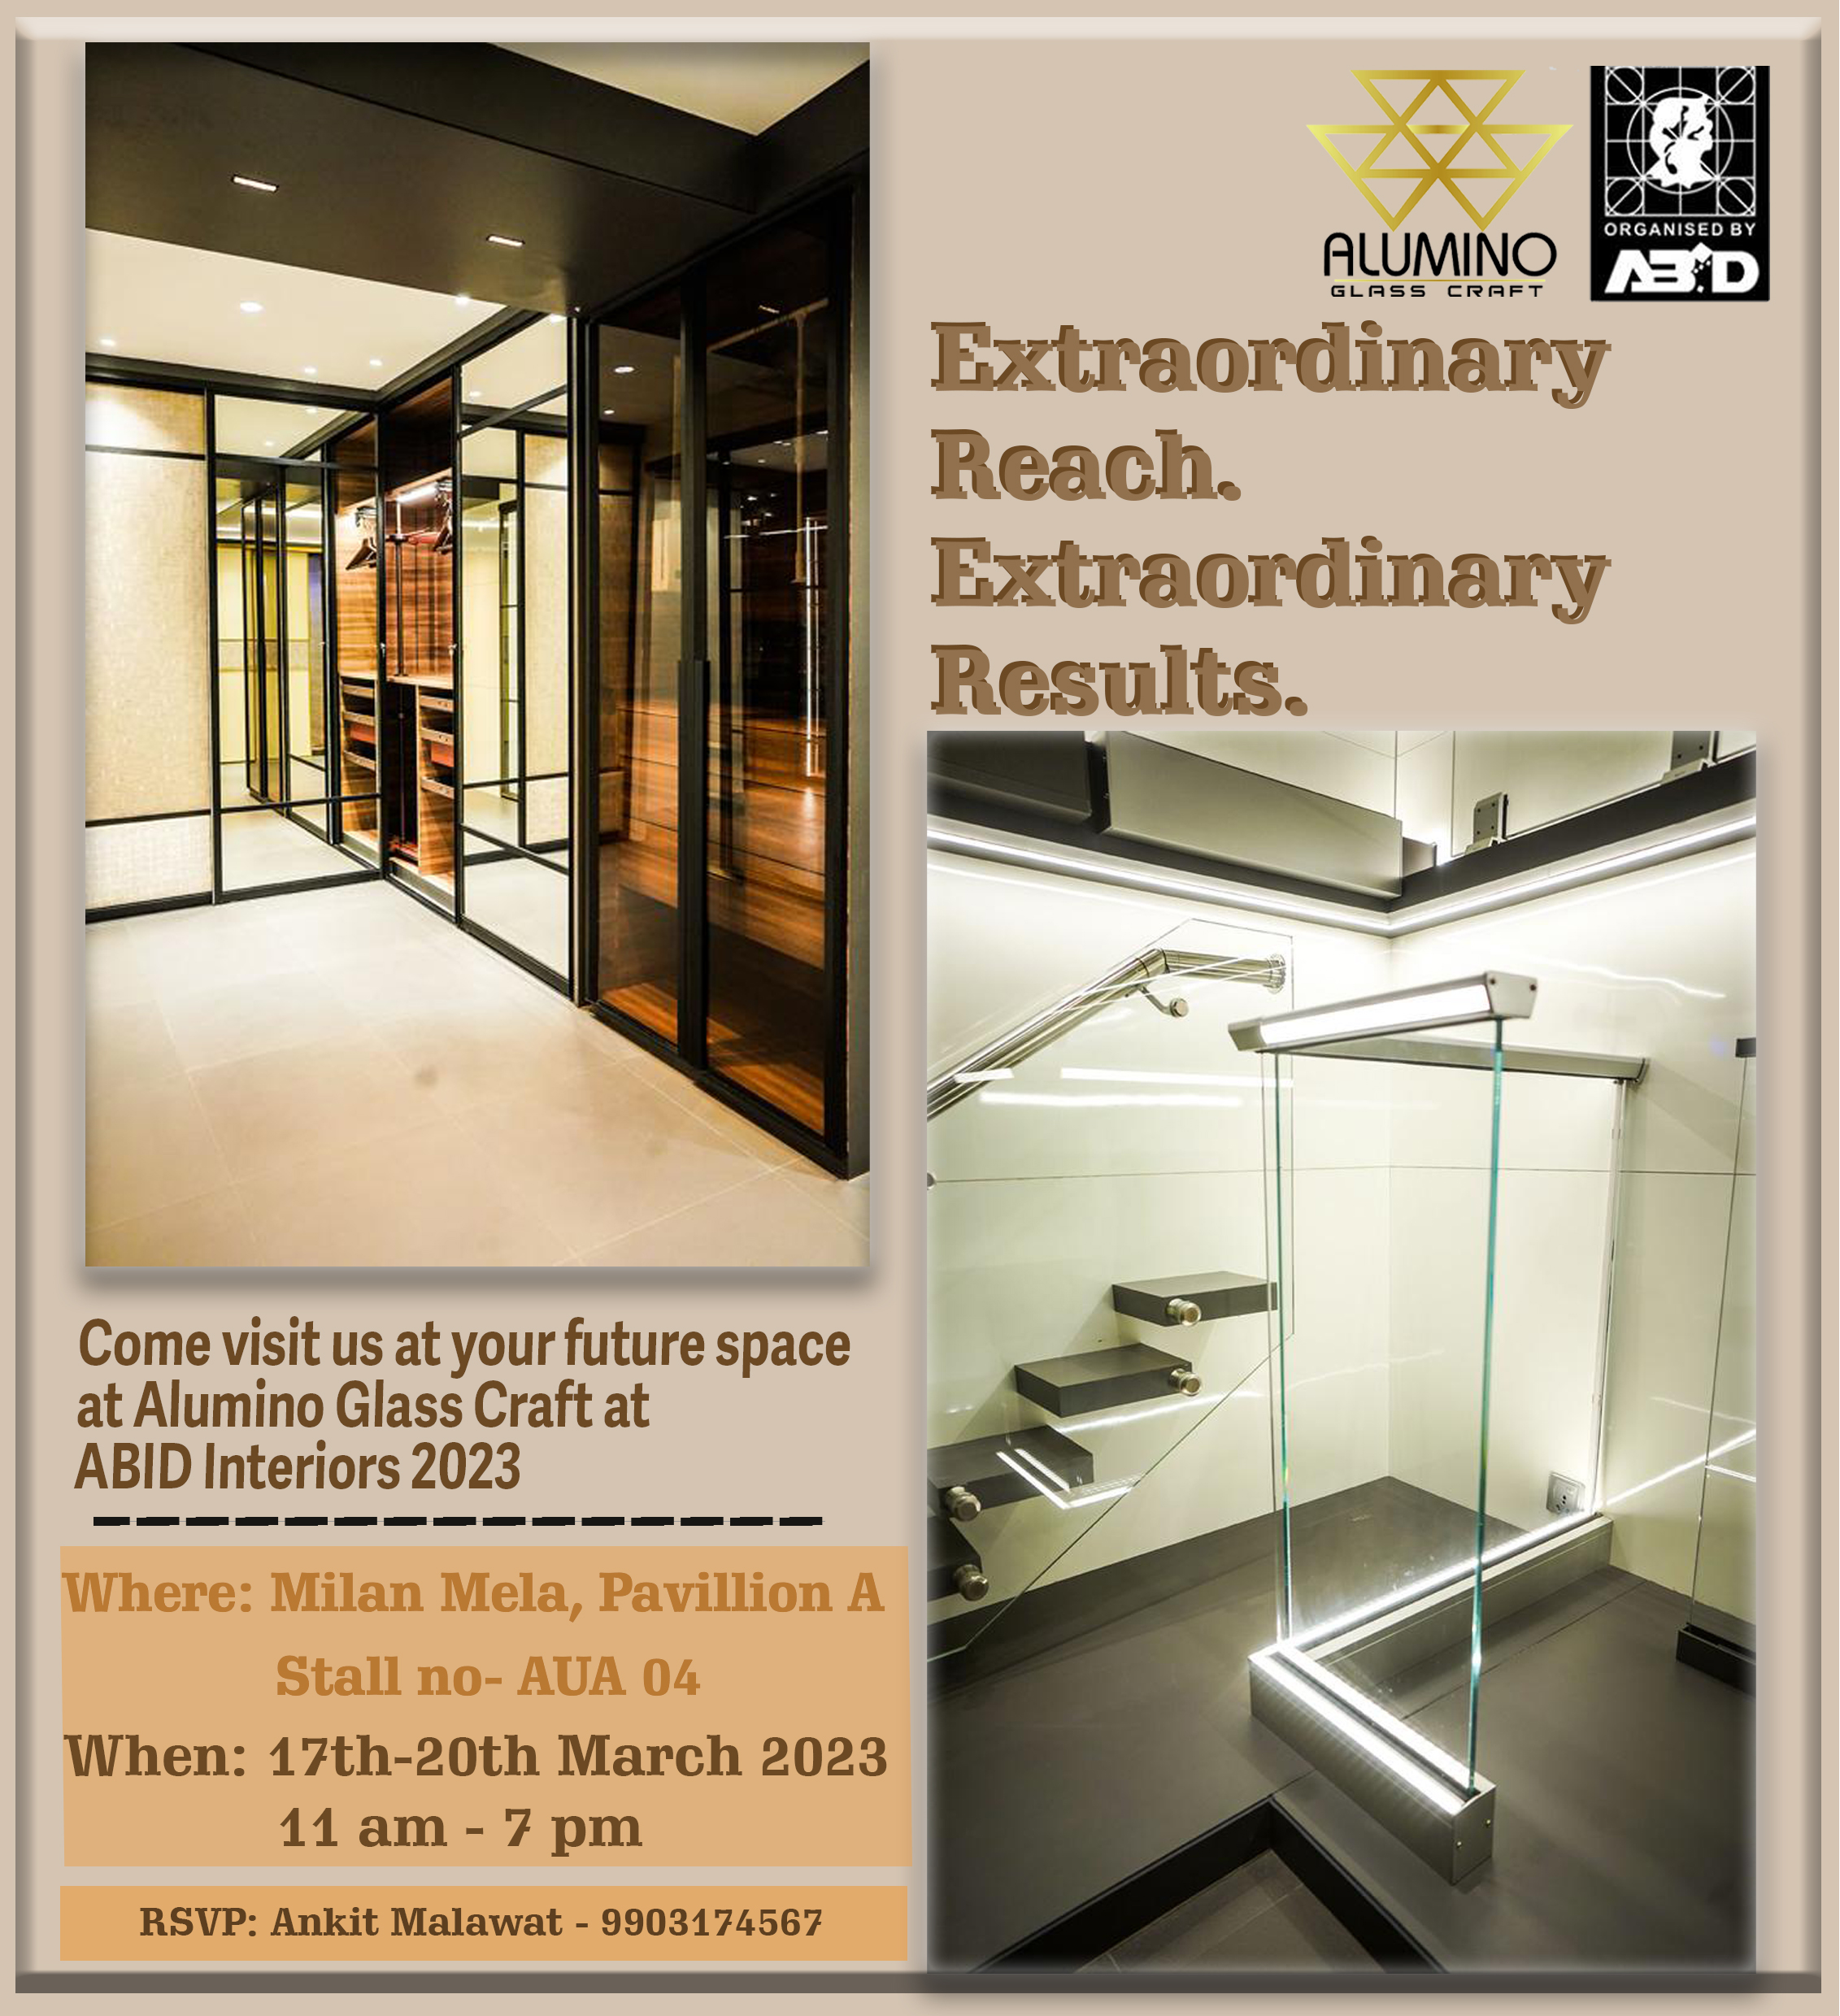 ALUMINO
GLASS CRAFT
ORGANISED BY
ABID
Extraordinary
Reach.
Extraordinary
Results.
Come visit us at your future space
at Alumino Glass Craft at
ABID Interiors 2023
Where: Milan Mela, Pavillion A
Stall no- AUA 04
When: 17th-20th March 2023
11 am - 7 pm
RSVP: Ankit Malawat - 9903174567